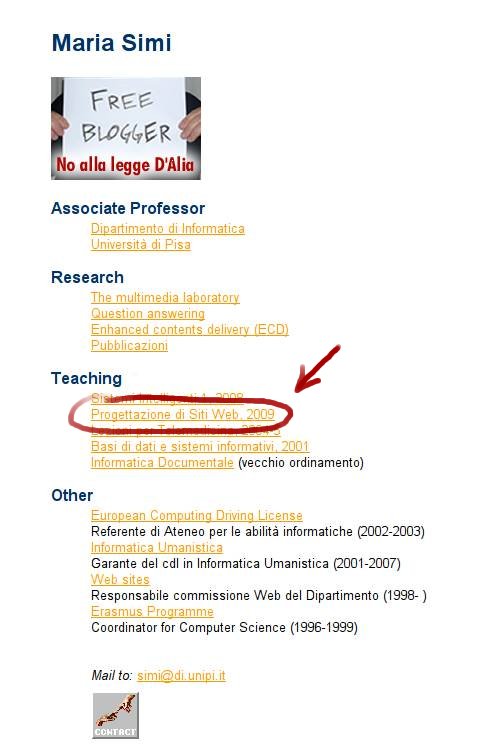 Maria Simi
FREE
BLOGGER
No alla legge D'Alia
Associate Professor
Dipartimento di Informatica
Università di Pisa
Research
The multimedia laboratory
Question answering
Enhanced contents delivery (ECD)
Pubblicazioni
Teaching
Sistemi Intelligenti 1, 2008
Progettazione di Siti Web, 2009
Lezioni per Telemedicina, 2004-5
Basi di dati e sistemi informativi, 2001
Informatica Documentale (vecchio ordinamento)
Other
European Computing Driving License
Referente di Ateneo per le abilità informatiche (2002-2003)
Informatica Umanistica
Garante del cdl in Informatica Umanistica (2001-2007)
Web sites
Responsabile commissione Web del Dipartimento (1998- )
Erasmus Programme
Coordinator for Computer Science (1996-1999)
Mail to: simi@di.unipi.it
CONTACT